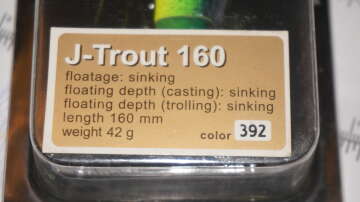 J-Trout 160
floatage: sinking
floating depth (casting): sinking
floating depth (trolling): sinking
length 160 mm
weight 42 g
color 392